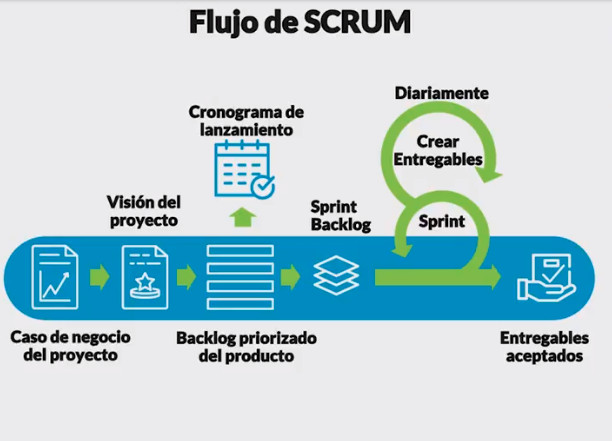 Flujo de SCRUM
Diariamente
Cronograma de
lanzamiento
Crear
Entregables
Visión del
proyecto
Sprint
Backlog
Sprint
Caso de negocio
del proyecto
Backlog priorizado
del producto
Entregables
aceptados